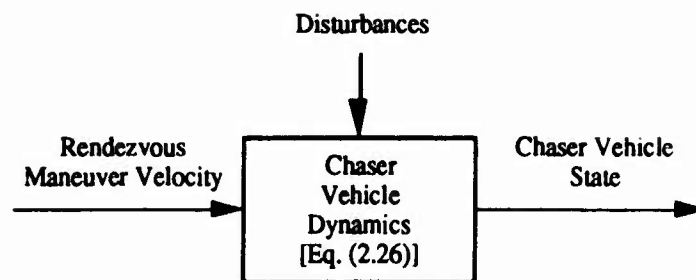 Disturbances
Rendezvous
Maneuver Velocity
Chaser
Vehicle
Dynamics
[Eq. (2.26)]
Chaser Vehicle
State